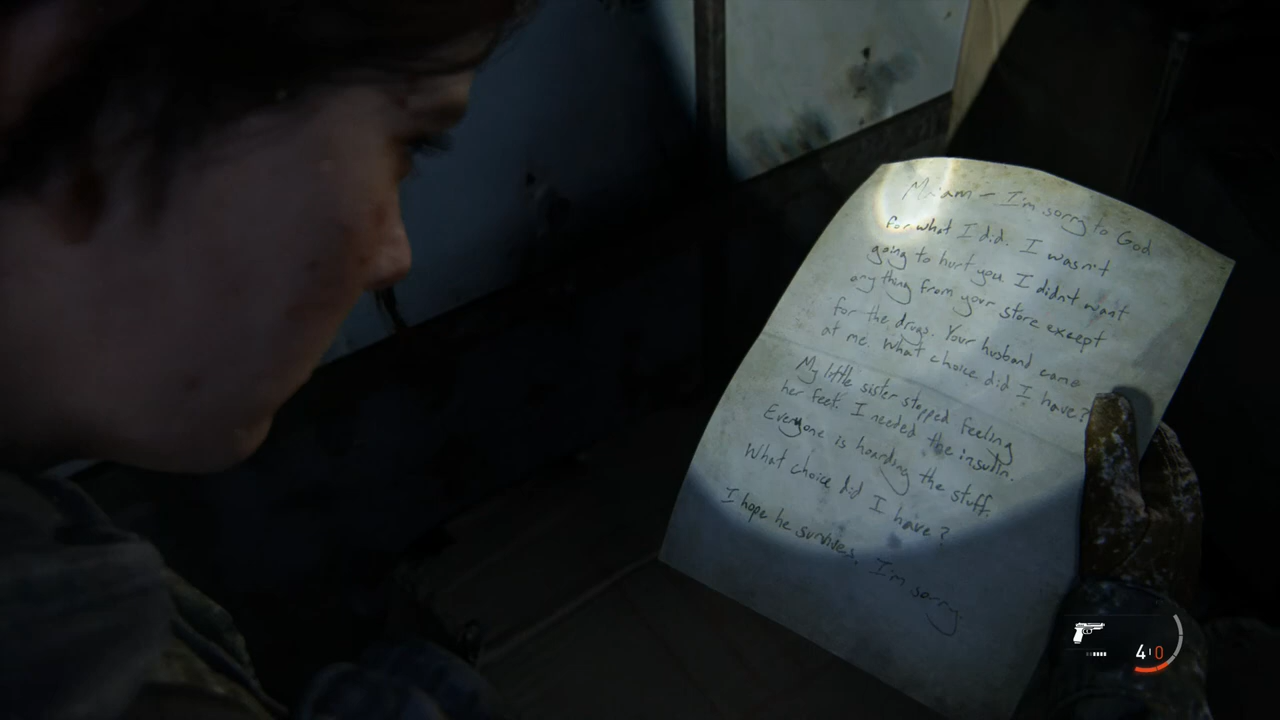 Ma'am - I'm sorry to God
for what I did. I wasn't
going to hurt you I didn't want
anything from your store except
for the drugs. Your husband came
at me. What choice did I have?
My little sister stopped feeling
her feet. I needed the insulin.
Everyone is hoarding the stuff.
What choice did I have?
I hope he survives. I'm sorry.
4 0